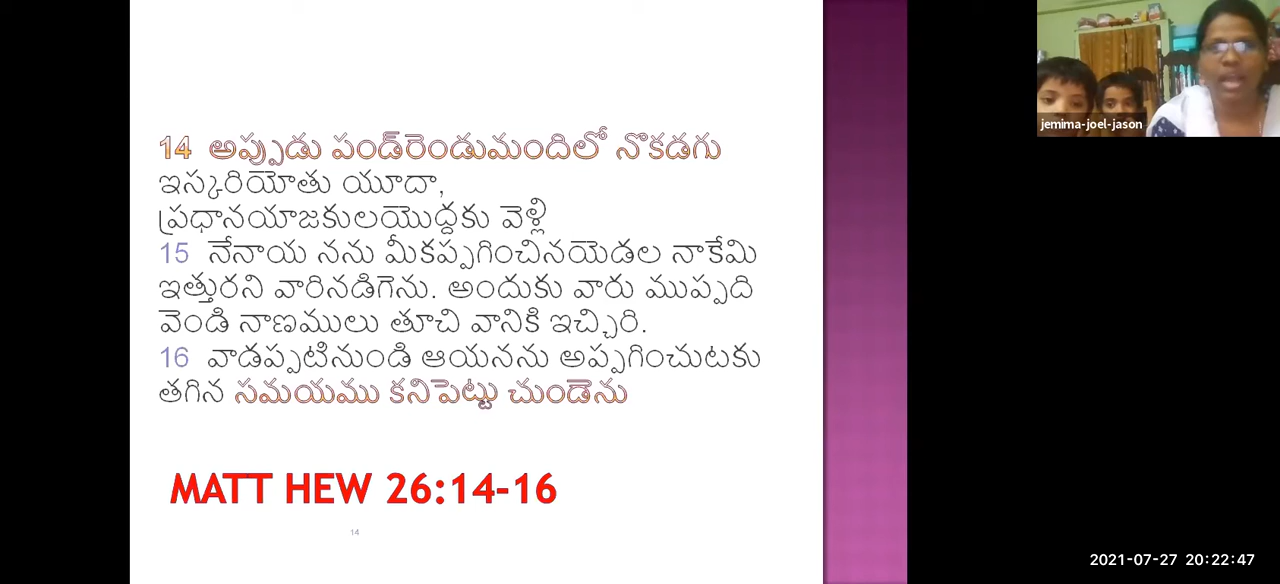 14 అప్పుడు పండ్రెండుమందిలో నొకడగు
ఇస్కరియోతు యూదా,
ప్రధానయాజకులయొద్దకు వెళ్లి
15 నేనాయ నను మీకప్పగించినయెడల నాకేమి
ఇత్తురని వారినడిగెను. అందుకు వారు ముప్పది
వెండి నాణములు తూచి వానికి ఇచ్చిరి.
16 వాడప్పటినుండి ఆయనను అప్పగించుటకు
తగిన సమయము కనిపెట్టు చుండెను
MATT HEW 26:14-16
14
jemima-joel-jason
2021-07-27 20:22:47